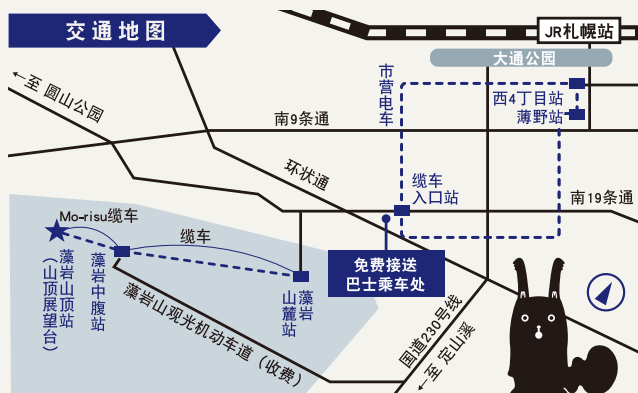 交通地图
JR札幌站
大通公园
←至 圆山公园
市营电车
西4丁目站
薄野站
南9条通
环状通
缆车
入口站
南19条通
Mo-risu缆车
缆车
藻岩山顶站
（山顶展望台）
藻岩中腹站
藻岩
山麓站
免费接送
巴士乘车处
藻岩山观光机动车道（收费）
国道230号线
←至 定山溪